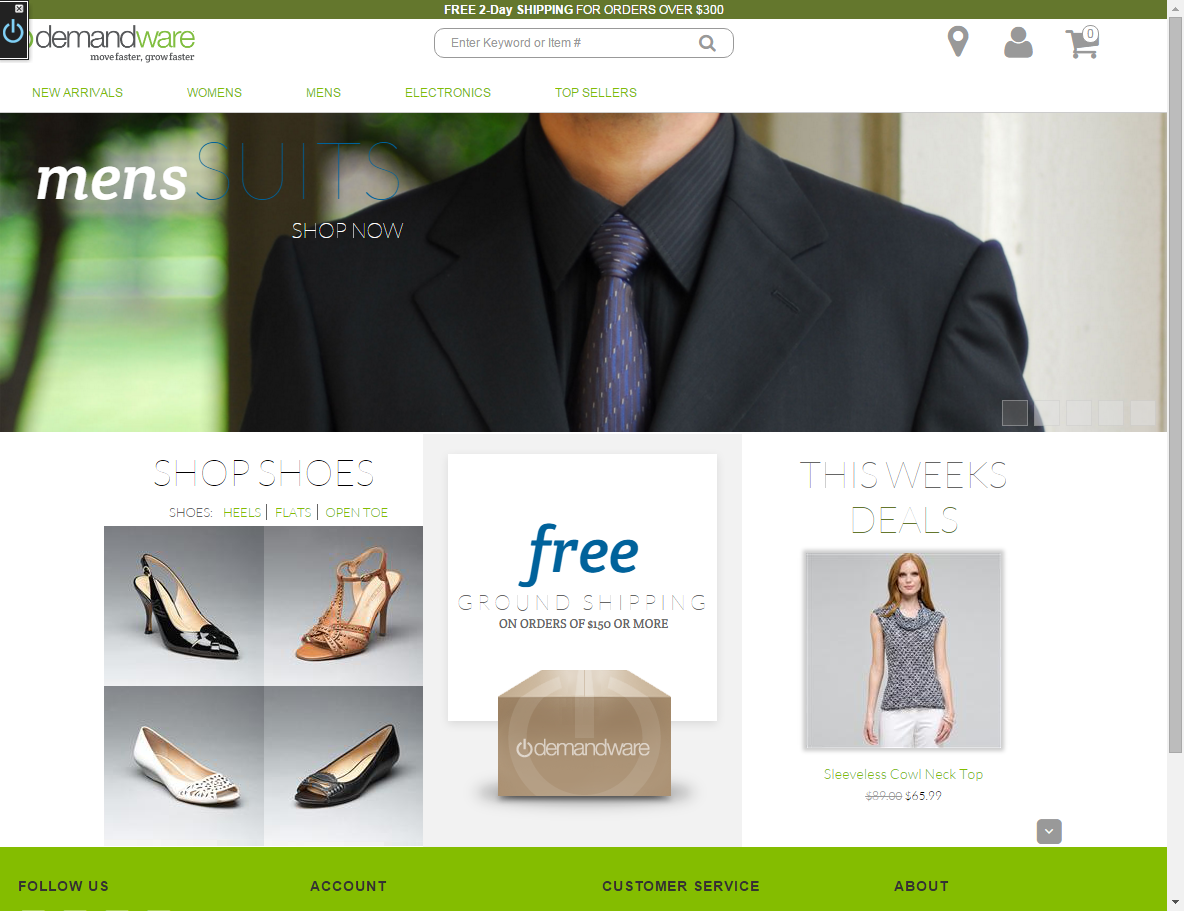 FREE 2-Day SHIPPING FOR ORDERS OVER $300
demandware
move faster, grow faster
Enter Keyword or Item #
0
NEW ARRIVALS WOMENS MENS ELECTRONICS TOP SELLERS
mens SUITS
SHOP NOW
SHOP SHOES
SHOES: HEELS FLATS OPEN TOE
free
GROUND SHIPPING
ON ORDERS OF $150 OR MORE
demandware
THIS WEEKS
DEALS
Sleeveless Cowl Neck Top
$89.00 $65.99
FOLLOW US ACCOUNT CUSTOMER SERVICE ABOUT